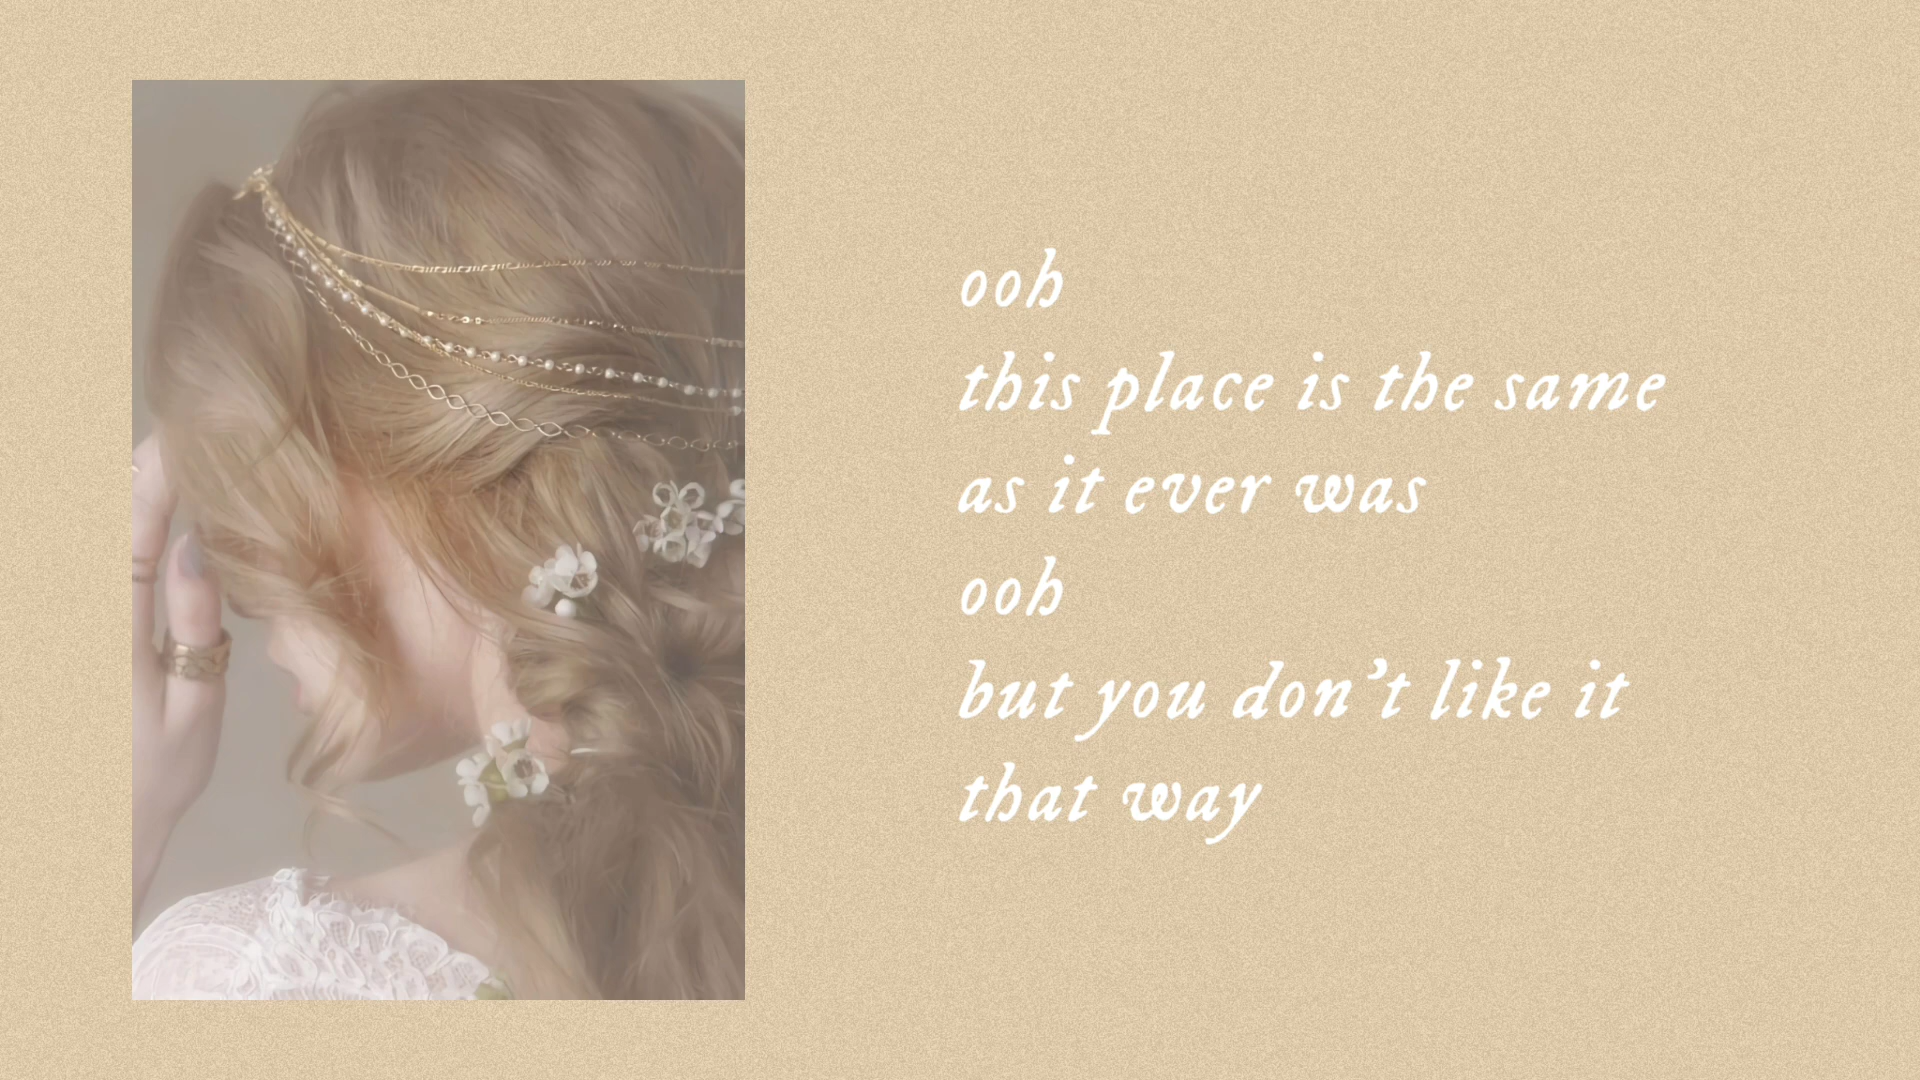 ooh
this place is the same
as it ever was
ooh
but you don't like it
that way